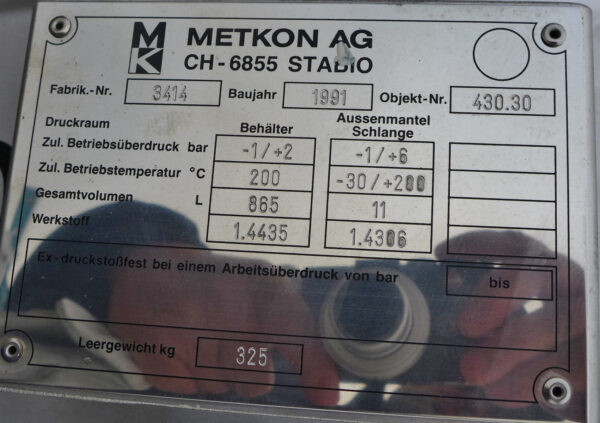 MK METKON AG
CH-6855 STABIO
Fabrik.-Nr. 3414 Baujahr 1991 Objekt-Nr. 430.30
Druckraum Behälter Aussenmantel Schlange
Zul. Betriebsüberdruck bar -1/+2 -1/+6
Zul. Betriebstemperatur °C 200 -30/+200
Gesamtvolumen L 865 11
Werkstoff 1.4435 1.4306
Ex-druckstoßfest bei einem Arbeitsüberdruck von bar bis
Leergewicht kg 325